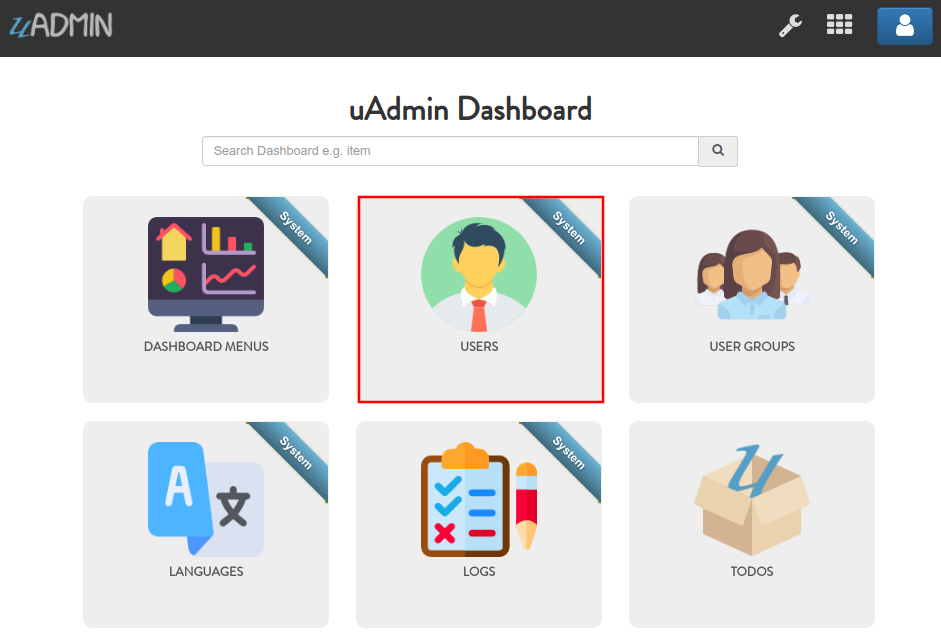 uADMIN
uAdmin Dashboard
Search Dashboard e.g. item
System
System
System
DASHBOARD MENUS
USERS
USER GROUPS
System
System
A 文
u
LANGUAGES
LOGS
TODOS